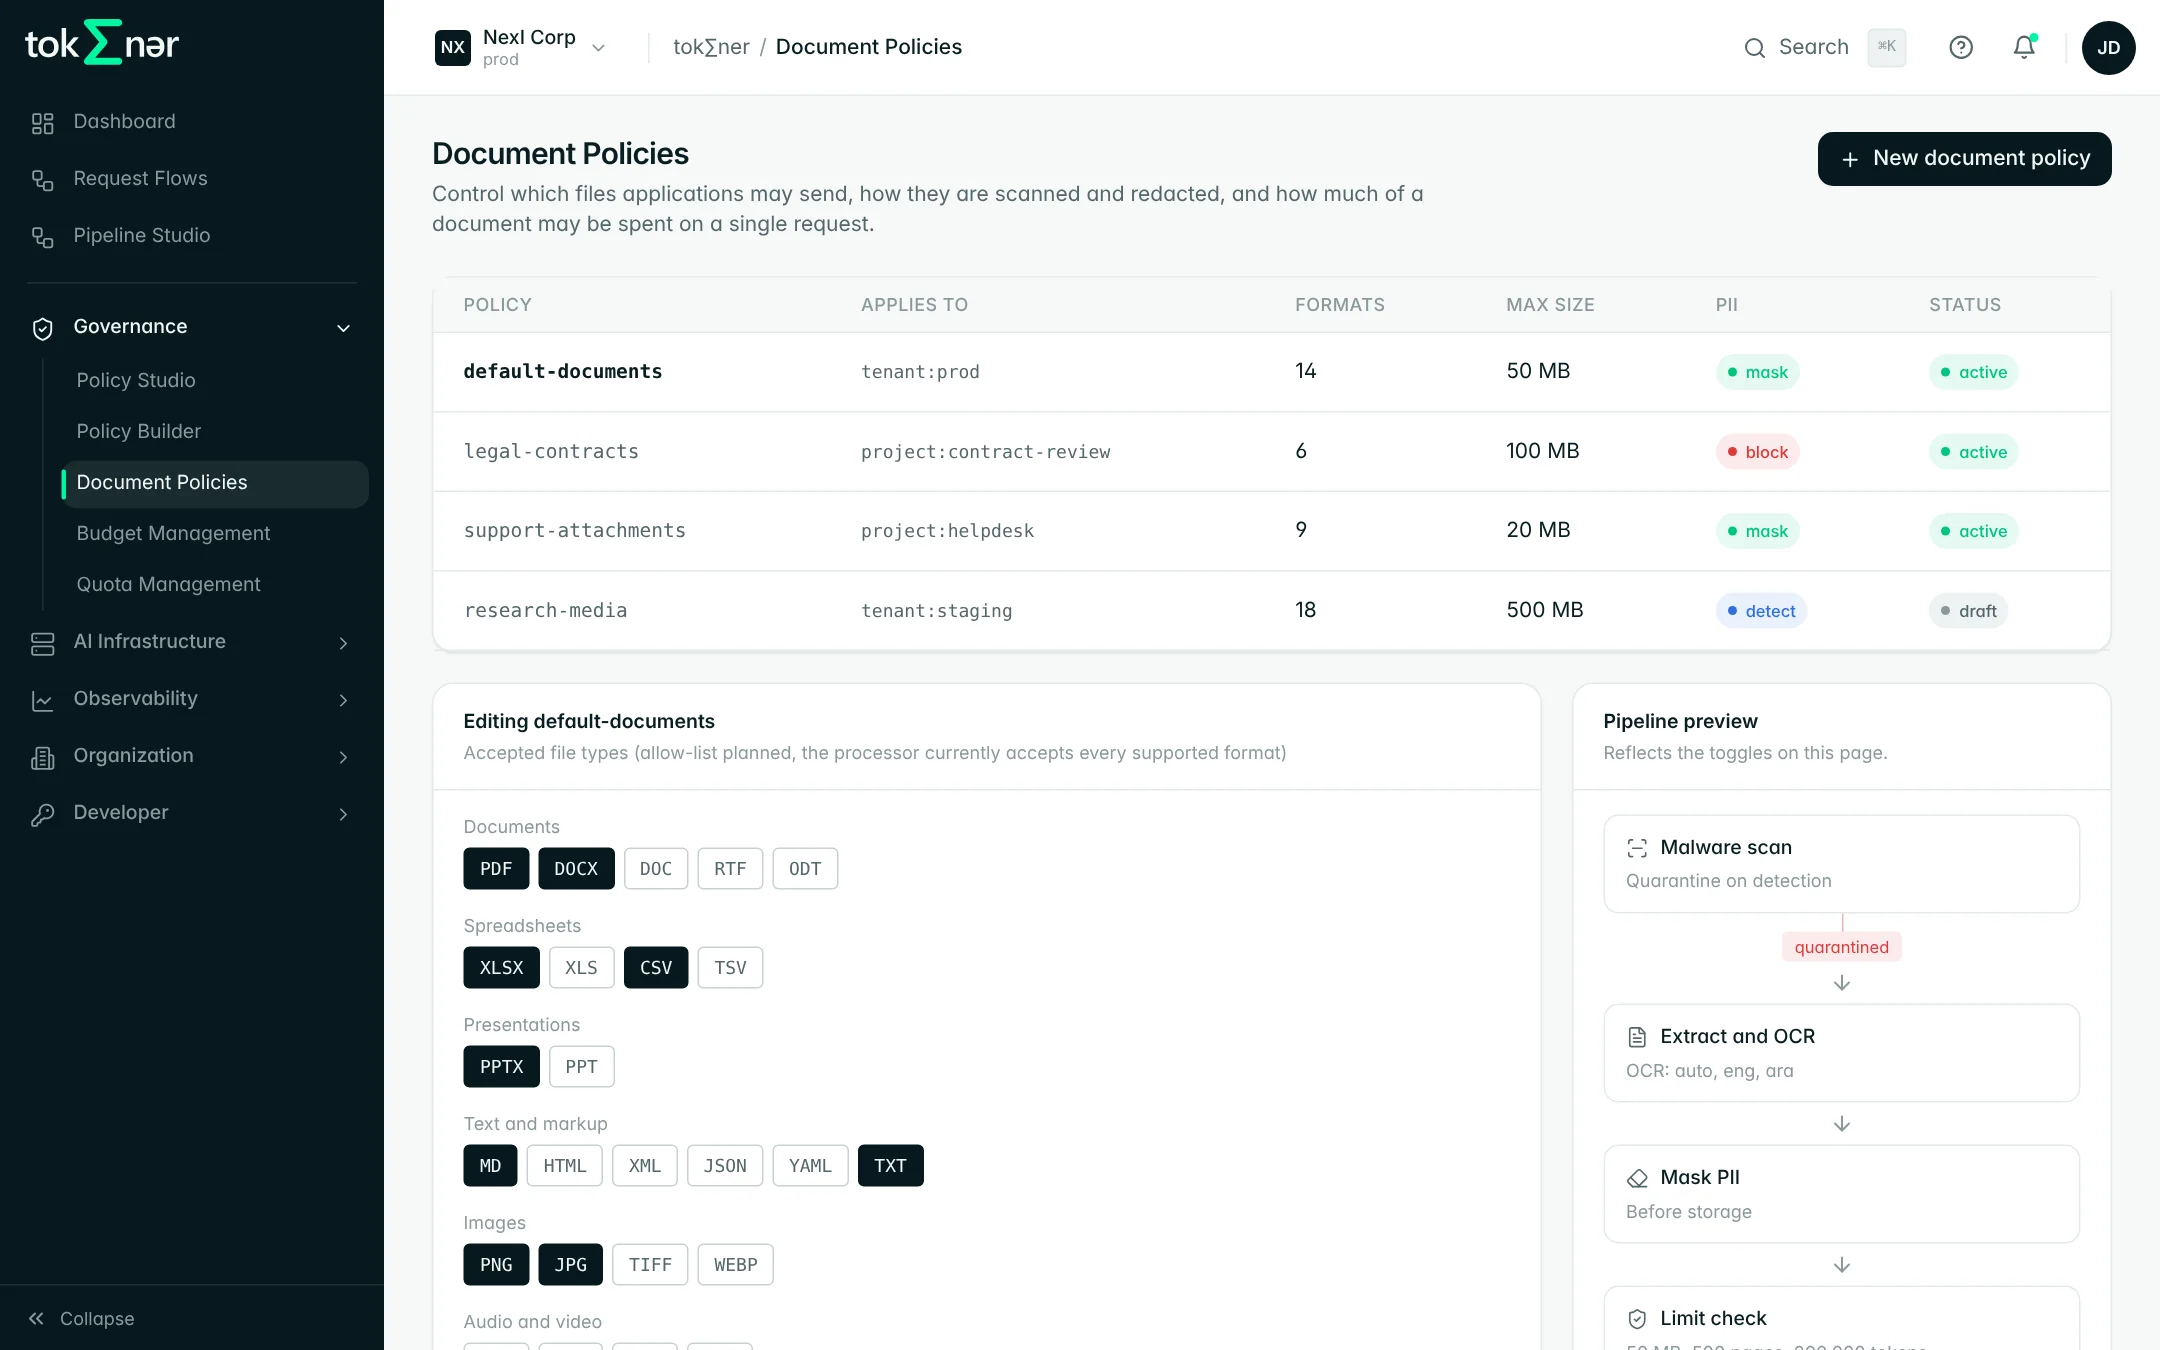 tokΣnər
Dashboard
Request Flows
Pipeline Studio
Governance
Policy Studio
Policy Builder
Document Policies
Budget Management
Quota Management
AI Infrastructure
Observability
Organization
Developer
Collapse
NX
Nexl Corp
prod
tok∑ner / Document Policies
Search
⌘K
JD
Document Policies
Control which files applications may send, how they are scanned and redacted, and how much of a
document may be spent on a single request.
+ New document policy
POLICY APPLIES TO FORMATS MAX SIZE PII STATUS
default-documents tenant:prod 14 50 MB mask active
legal-contracts project:contract-review 6 100 MB block active
support-attachments project:helpdesk 9 20 MB mask active
research-media tenant:staging 18 500 MB detect draft
Editing default-documents
Accepted file types (allow-list planned, the processor currently accepts every supported format)
Documents
PDF DOCX DOC RTF ODT
Spreadsheets
XLSX XLS CSV TSV
Presentations
PPTX PPT
Text and markup
MD HTML XML JSON YAML TXT
Images
PNG JPG TIFF WEBP
Audio and video
Pipeline preview
Reflects the toggles on this page.
Malware scan
Quarantine on detection
quarantined
Extract and OCR
OCR: auto, eng, ara
Mask PII
Before storage
Limit check